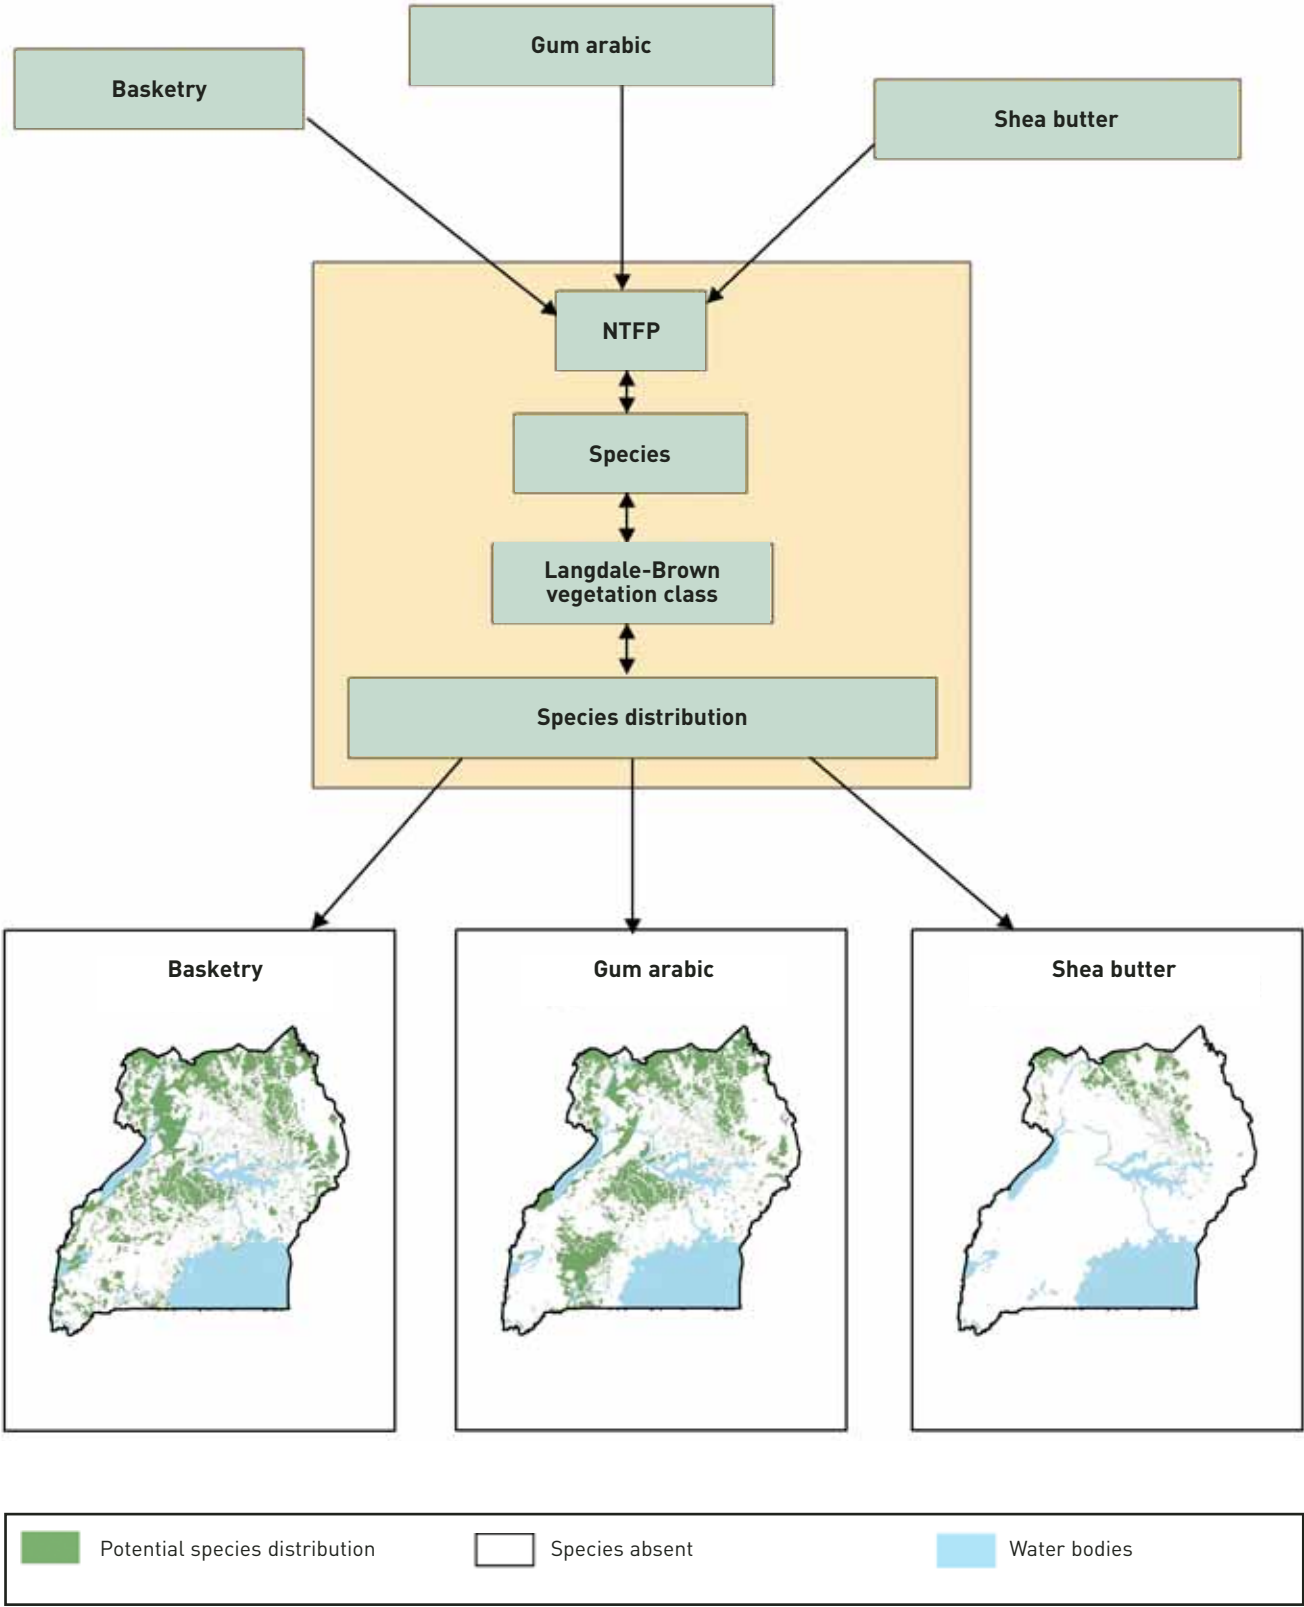 Gum arabic
Basketry
Shea butter
NTFP
Species
Langdale-Brown
vegetation class
Species distribution
Basketry
Gum arabic
Shea butter
Potential species distribution
Species absent
Water bodies